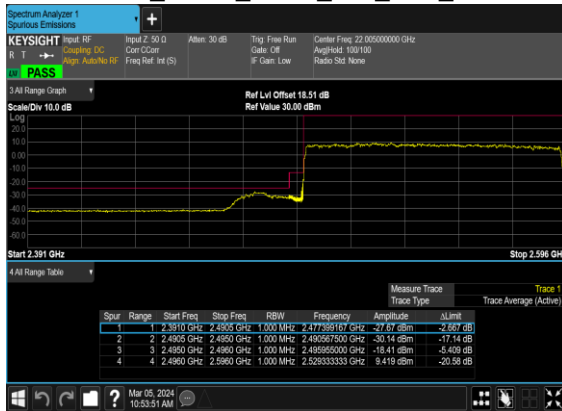 Spectrum Analyzer 1
Spurious Emissions
+
KEYSIGHT
R T
PASS
Input: RF
Coupling: DC
Align: Auto/No RF
Input Z: 50 Ω
Corr CCorr
Freq Ref: Int (S)
Atten: 30 dB
Trig: Free Run
Gate: Off
IF Gain: Low
Center Freq: 22.005000000 GHz
Avg|Hold: 100/100
Radio Std: None
3 All Range Graph
Scale/Div 10.0 dB
Ref Lvl Offset 18.51 dB
Ref Value 30.00 dBm
Log
20.0
10.0
0.00
-10.0
-20.0
-30.0
-40.0
-50.0
-60.0
Start 2.391 GHz
Stop 2.596 GH
4 All Range Table
Measure Trace Trace 1
Trace Type Trace Average (Active)
Spur Range Start Freq Stop Freq RBW Frequency Amplitude ΔLimit
1 1 2.3910 GHz 2.4905 GHz 1.000 MHz 2.477399167 GHz -27.67 dBm -2.667 dB
2 2 2.4905 GHz 2.4950 GHz 1.000 MHz 2.490567500 GHz -30.14 dBm -17.14 dB
3 3 2.4950 GHz 2.4960 GHz 1.000 MHz 2.495955000 GHz -18.41 dBm -5.409 dB
4 4 2.4960 GHz 2.5960 GHz 1.000 MHz 2.529333333 GHz 9.419 dBm -20.58 dB
?
Mar 05, 2024
10:53:51 AM